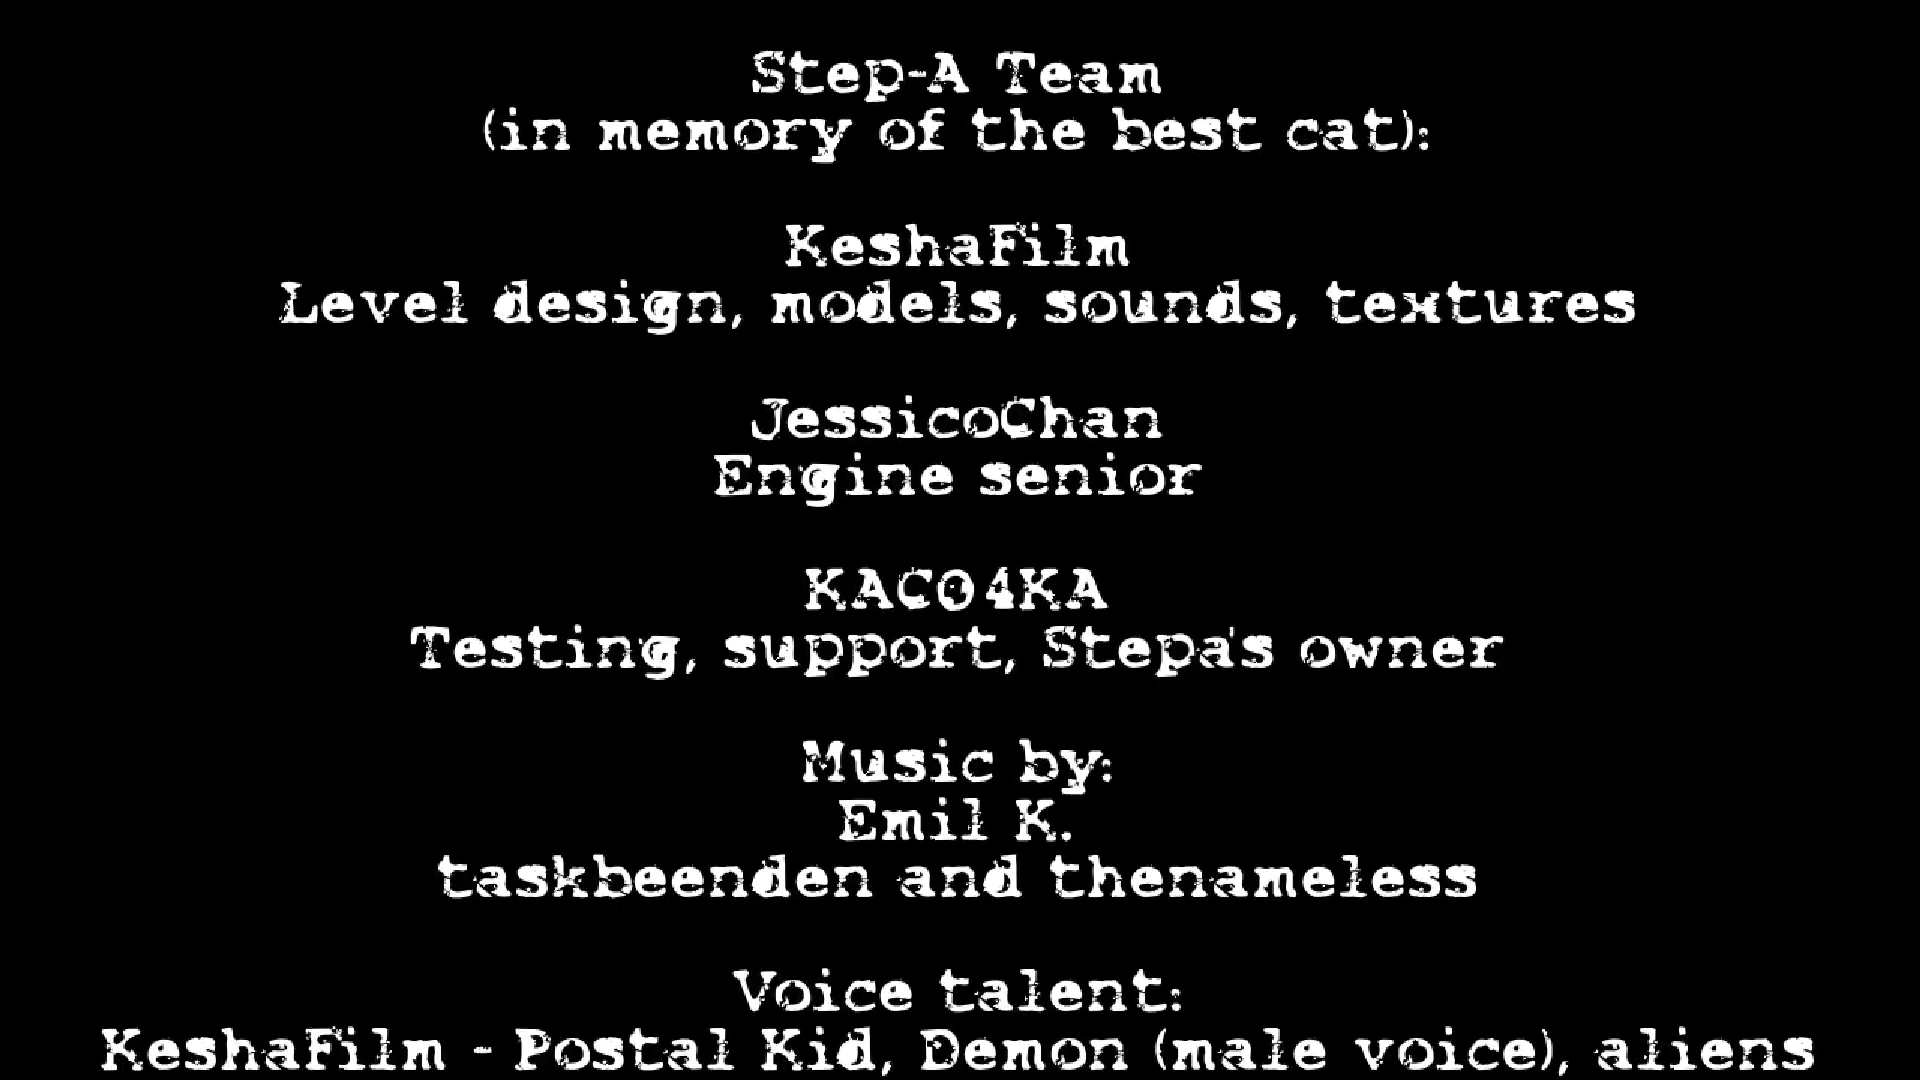 Step-A Team
(in memory of the best cat):
KeshaFilm
Level design, models, sounds, textures
JessicoChan
Engine senior
KACO4KA
Testing, support, Stepa's owner
Music by:
Emil K.
taskbeenden and thenameless
Voice talent:
KeshaFilm - Postal Kid, Demon (male voice), aliens